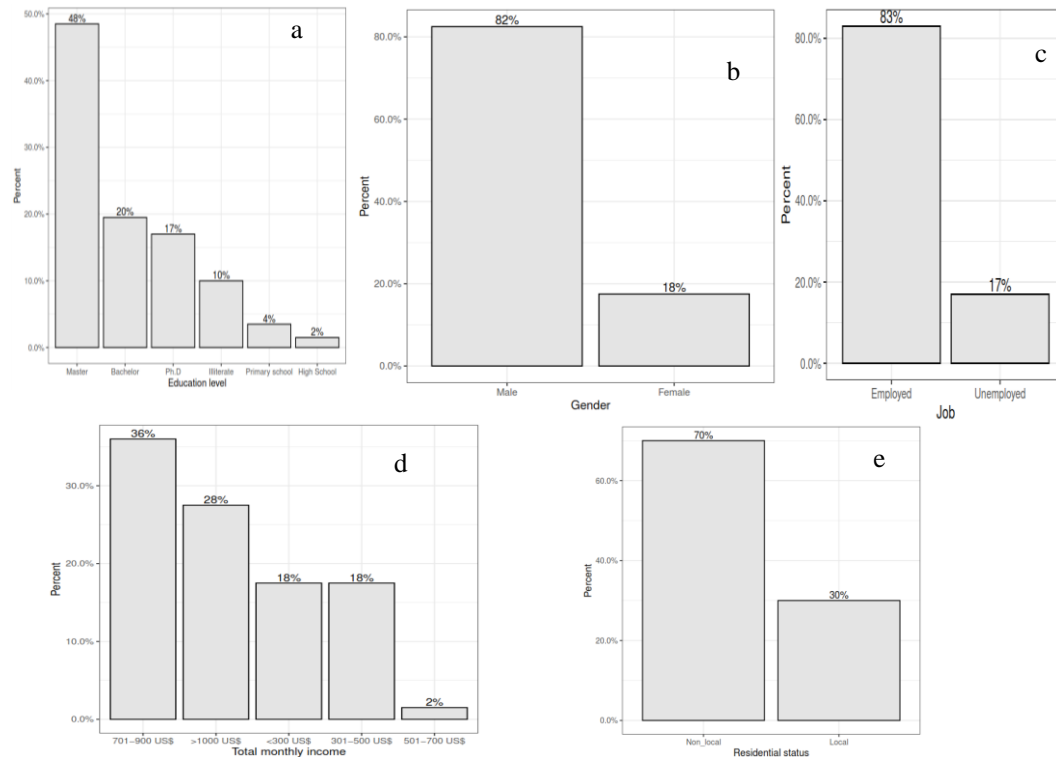 a
48%
20%
17%
10%
4%
2%
50.0%
40.0%
30.0%
20.0%
10.0%
0.0%
Percent
Master Bachelor Ph.D Illiterate Primary school High School
Education level
b
82%
18%
80.0%
60.0%
40.0%
20.0%
0.0%
Percent
Male Female
Gender
c
83%
17%
80.0%
60.0%
40.0%
20.0%
0.0%
Percent
Employed Unemployed
Job
d
36%
28%
18%
18%
2%
30.0%
20.0%
10.0%
0.0%
Percent
701−900 US$ >1000 US$ <300 US$ 301−500 US$ 501−700 US$
Total monthly income
e
70%
30%
60.0%
40.0%
20.0%
0.0%
Percent
Non_local Local
Residential status